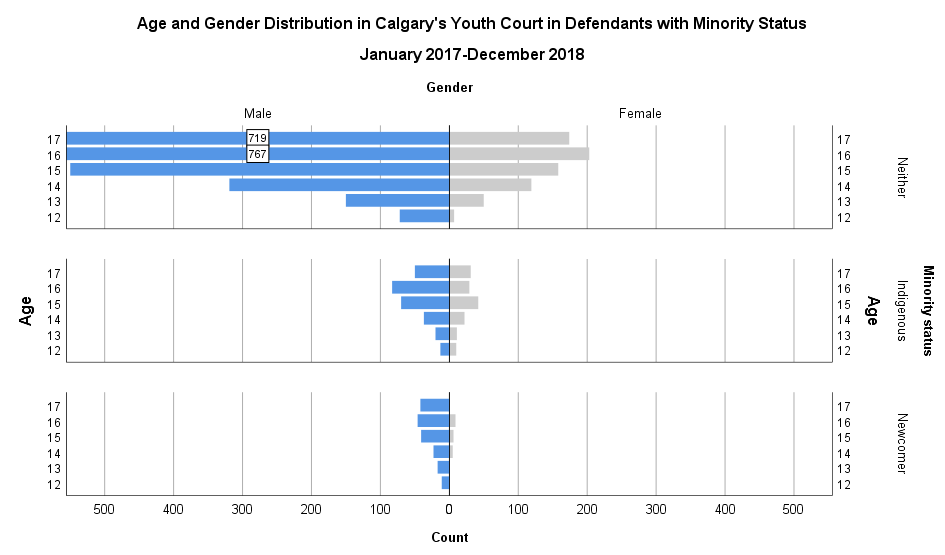 Age and Gender Distribution in Calgary's Youth Court in Defendants with Minority Status
January 2017-December 2018
Gender
Male Female
17 719 17
16 767 16
15 15
14 14
13 13
12 12
Neither
17 17
16 16
15 15
14 14
13 13
12 12
Indigenous
Age
Age
Minority status
17 17
16 16
15 15
14 14
13 13
12 12
Newcomer
500 400 300 200 100 0 100 200 300 400 500
Count